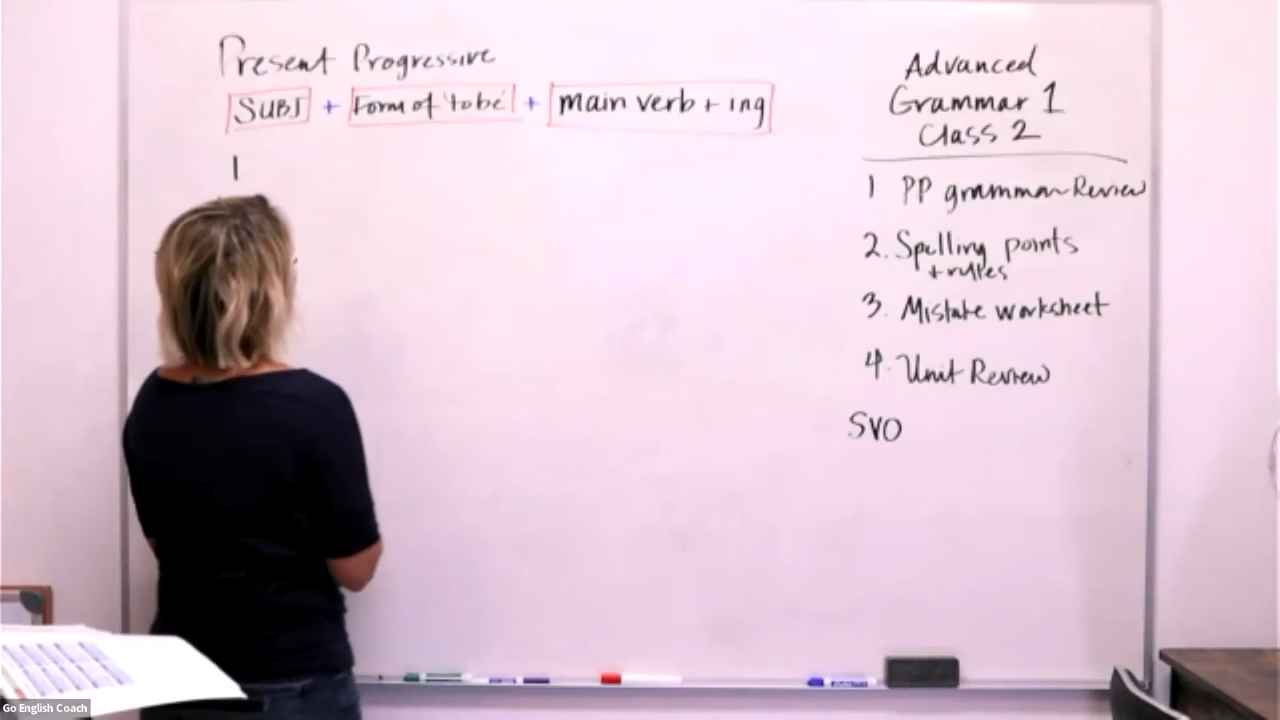 Present Progressive
SUBJ + Form of 'to be' + main verb + ing
I
Advanced
Grammar 1
Class 2
1 PP grammar Review
2. Spelling points
+ rules
3. Mistake worksheet
4. Unit Review
SVO
Go English Coach